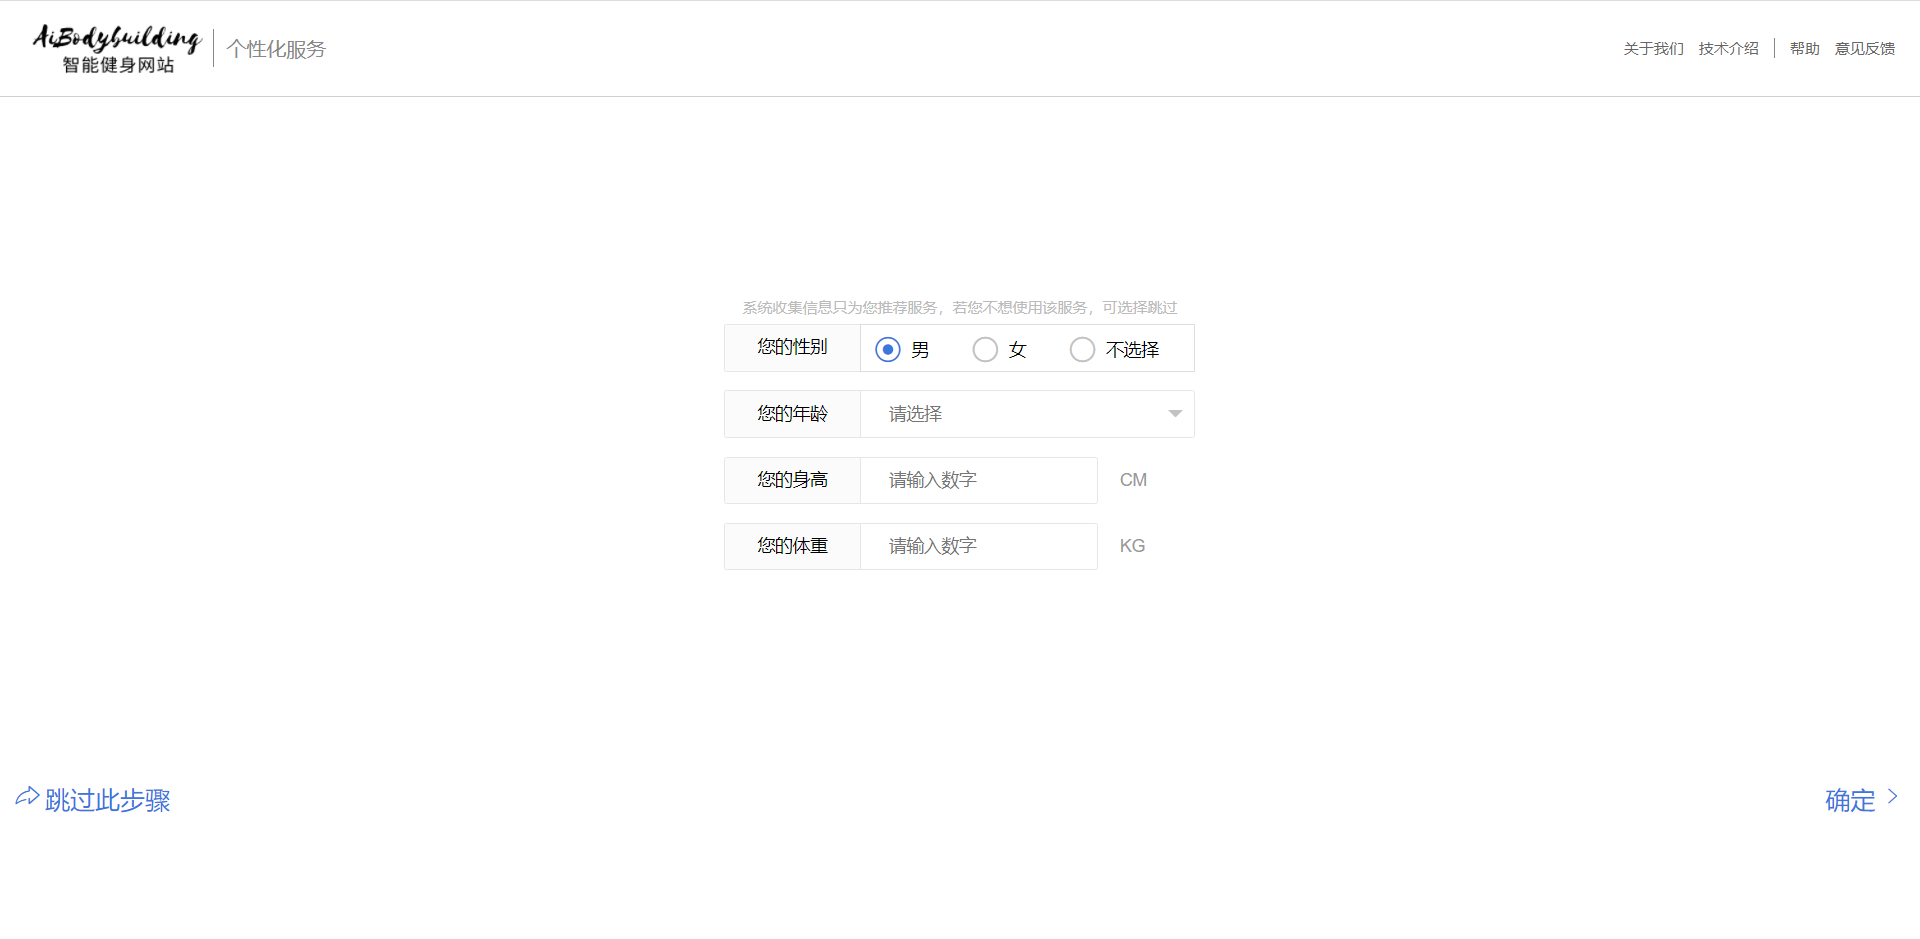 AiBodybuilding
智能健身网站
个性化服务
关于我们 技术介绍 帮助 意见反馈
系统收集信息只为您推荐服务，若您不想使用该服务，可选择跳过
您的性别 男 女 不选择
您的年龄 请选择
您的身高 请输入数字 CM
您的体重 请输入数字 KG
跳过此步骤
确定